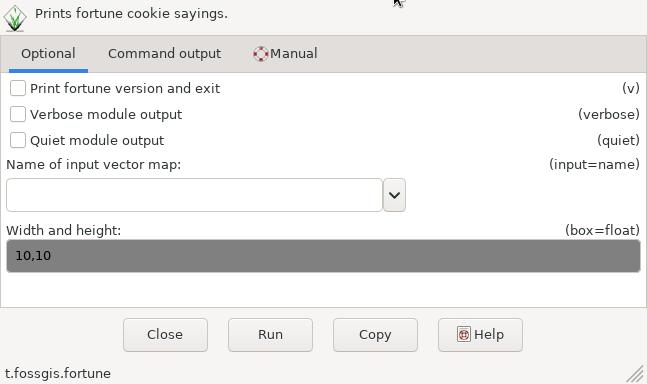 Prints fortune cookie sayings.
Optional Command output Manual
Print fortune version and exit (v)
Verbose module output (verbose)
Quiet module output (quiet)
Name of input vector map: (input=name)
Width and height: (box=float)
10,10
Close Run Copy Help
t.fossgis.fortune